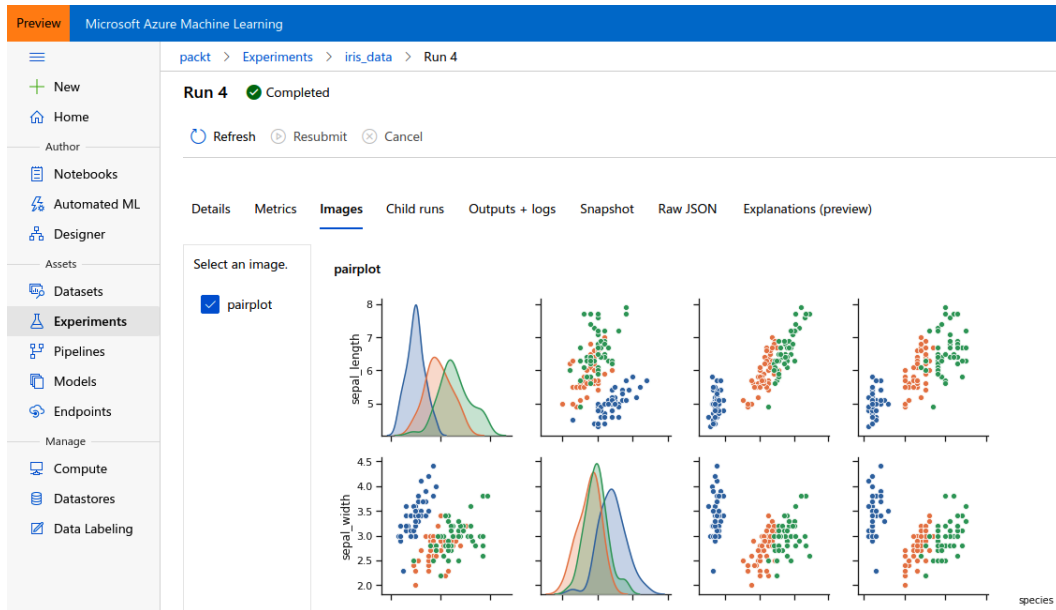 Preview Microsoft Azure Machine Learning
packt > Experiments > iris_data > Run 4
New
Home
Author
Notebooks
Automated ML
Designer
Assets
Datasets
Experiments
Pipelines
Models
Endpoints
Manage
Compute
Datastores
Data Labeling
Run 4 Completed
Refresh Resubmit Cancel
Details Metrics Images Child runs Outputs + logs Snapshot Raw JSON Explanations (preview)
Select an image.
pairplot
pairplot
8
7
6
5
sepal_length
4.5
4.0
3.5
3.0
2.5
2.0
sepal_width
species